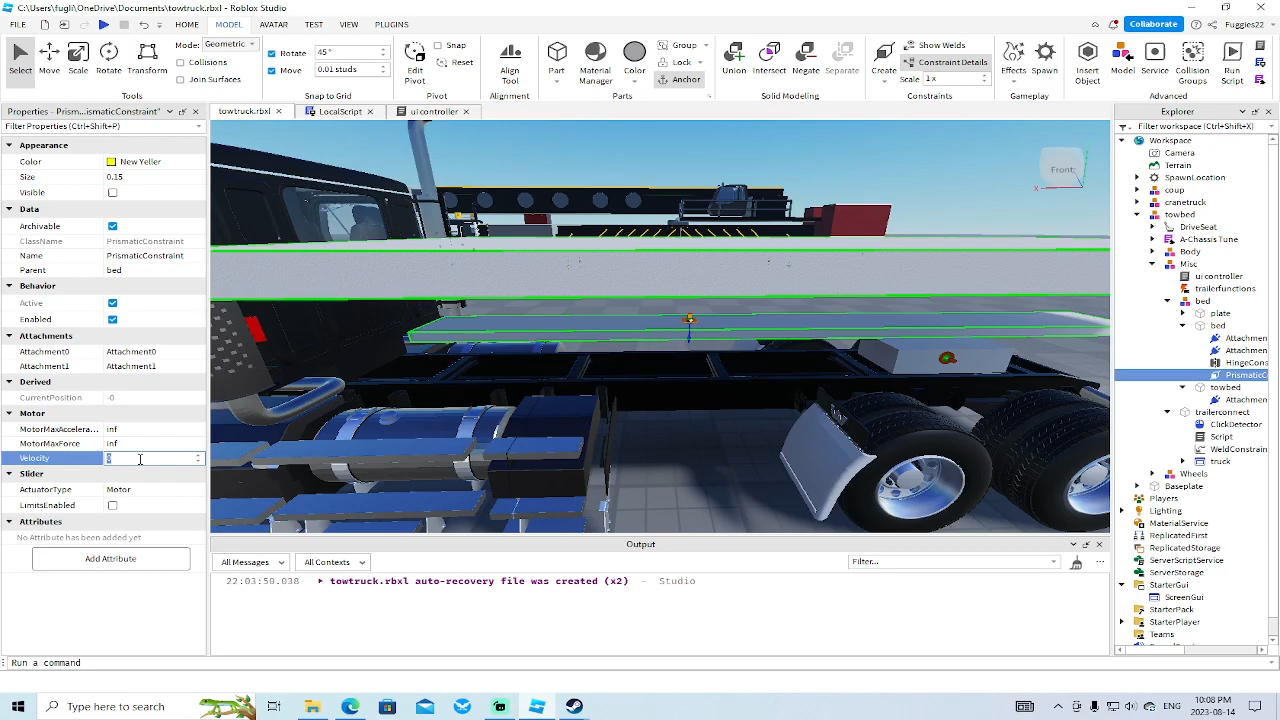 towtruck.rbxl - Roblox Studio
FILE HOME MODEL AVATAR TEST VIEW PLUGINS Collaborate Fuggles22
Select Move Scale Rotate Transform
Mode: Geometric
Collisions
Join Surfaces
Tools
Rotate 45°
Move 0.01 studs
Snap to Grid
Edit Pivot
Snap
Reset
Pivot
Align Tool
Alignment
Part Material Manager Color
Group
Lock
Anchor
Parts
Union Intersect Negate Separate
Solid Modeling
Create
Show Welds
Constraint Details
Scale 1 x
Constraints
Effects Spawn
Gameplay
Insert Object Model Service Collision Groups Run Script
Advanced
Properties - Prism...ismaticConstraint"
Filter Properties (Ctrl+Shift+P)
Appearance
Color New Yeller
Size 0.15
Visible
Data
Archivable
ClassName PrismaticConstraint
Name PrismaticConstraint
Parent bed
Behavior
Active
Enabled
Attachments
Attachment0 Attachment0
Attachment1 Attachment1
Derived
CurrentPosition -0
Motor
MotorMaxAccelera... inf
MotorMaxForce inf
Velocity 0
Slider
ActuatorType Motor
LimitsEnabled
Attributes
No Attribute has been added yet
Add Attribute
towtruck.rbxl LocalScript ui controller
Front
X
Output
All Messages All Contexts Filter...
22:03:50.038 towtruck.rbxl auto-recovery file was created (x2) - Studio
Explorer
Filter workspace (Ctrl+Shift+X)
Workspace
Camera
Terrain
SpawnLocation
coup
cranetruck
towbed
DriveSeat
A-Chassis Tune
Body
Misc
ui controller
trailerfunctions
bed
plate
bed
Attachmen
Attachmen
HingeCons
PrismaticC
towbed
Attachmen
trailerconnect
ClickDetector
Script
WeldConstrain
truck
Wheels
Baseplate
Players
Lighting
MaterialService
ReplicatedFirst
ReplicatedStorage
ServerScriptService
ServerStorage
StarterGui
ScreenGui
StarterPack
StarterPlayer
Teams
Run a command
Type here to search
ENG
10:08 PM
2023-08-14